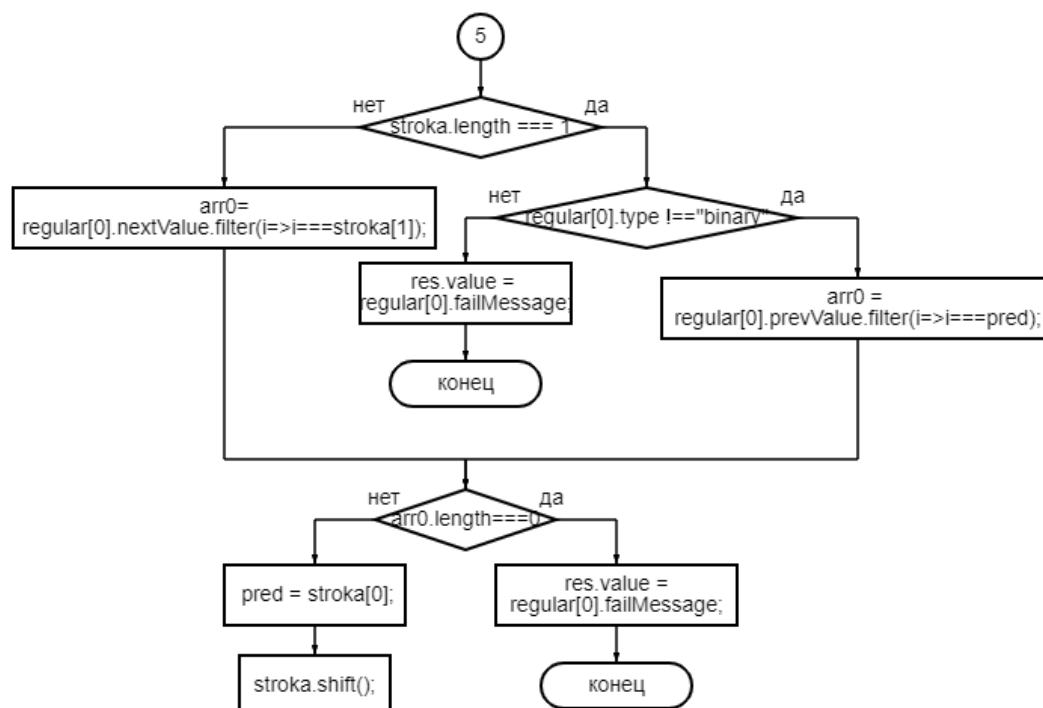 5
нет
да
stroka.length === 1
arr0=
regular[0].nextValue.filter(i=>i===stroka[1]);
нет
да
regular[0].type !=="binary"
res.value =
regular[0].failMessage;
arr0 =
regular[0].prevValue.filter(i=>i===pred);
конец
нет
да
arr0.length===0
pred = stroka[0];
res.value =
regular[0].failMessage;
stroka.shift();
конец